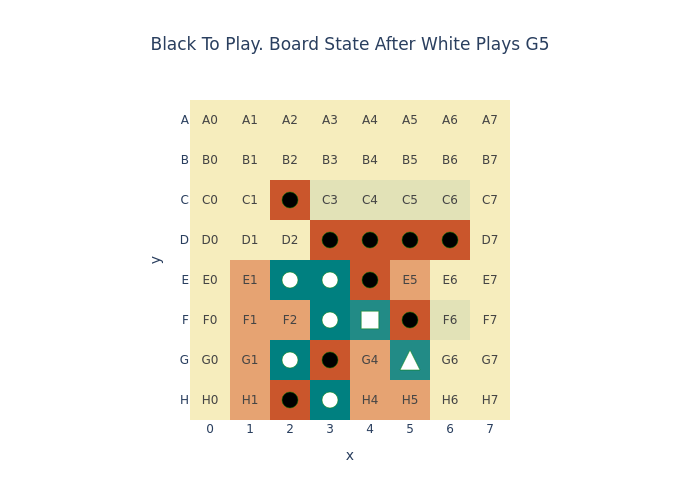 Black To Play. Board State After White Plays G5
A A0 A1 A2 A3 A4 A5 A6 A7
B B0 B1 B2 B3 B4 B5 B6 B7
C C0 C1 C3 C4 C5 C6 C7
D D0 D1 D2 D7
E E0 E1 E5 E6 E7
F F0 F1 F2 F6 F7
G G0 G1 G4 G6 G7
H H0 H1 H4 H5 H6 H7
0 1 2 3 4 5 6 7
x
y